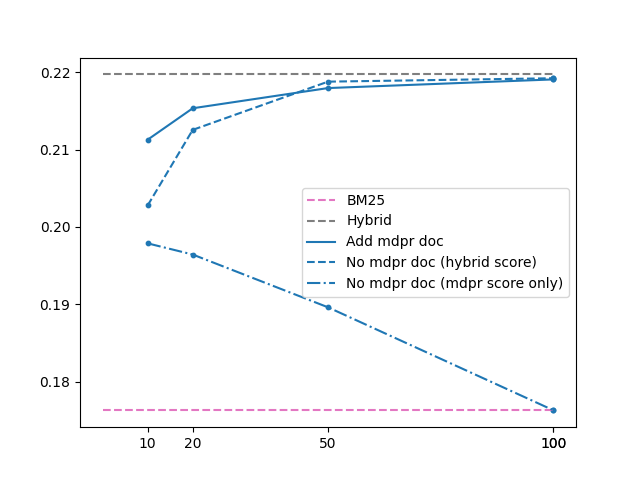 0.22
0.21
0.20
0.19
0.18
BM25
Hybrid
Add mdpr doc
No mdpr doc (hybrid score)
No mdpr doc (mdpr score only)
10 20 50 100